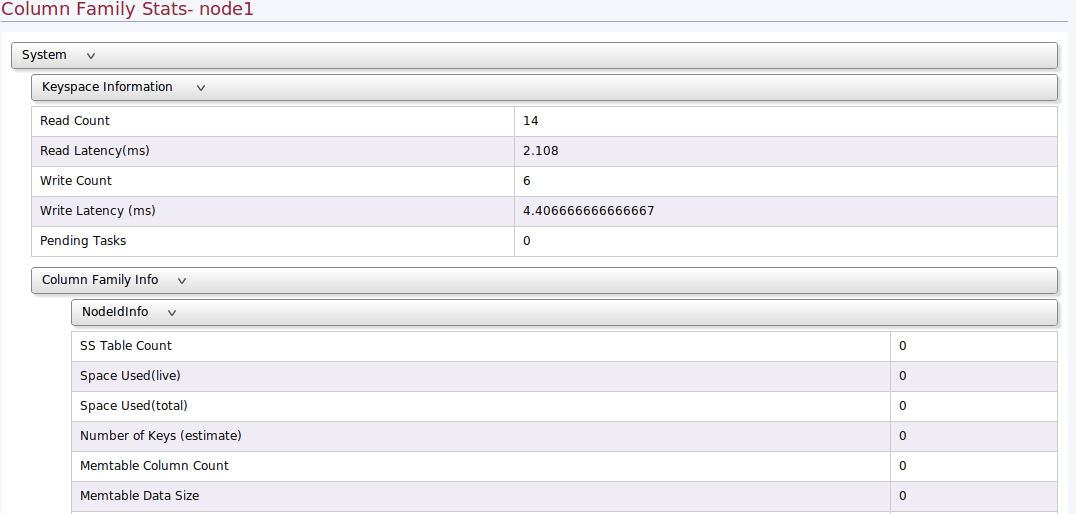 Column Family Stats- node1
System
Keyspace Information
Read Count 14
Read Latency(ms) 2.108
Write Count 6
Write Latency (ms) 4.406666666666667
Pending Tasks 0
Column Family Info
NodeIdInfo
SS Table Count 0
Space Used(live) 0
Space Used(total) 0
Number of Keys (estimate) 0
Memtable Column Count 0
Memtable Data Size 0